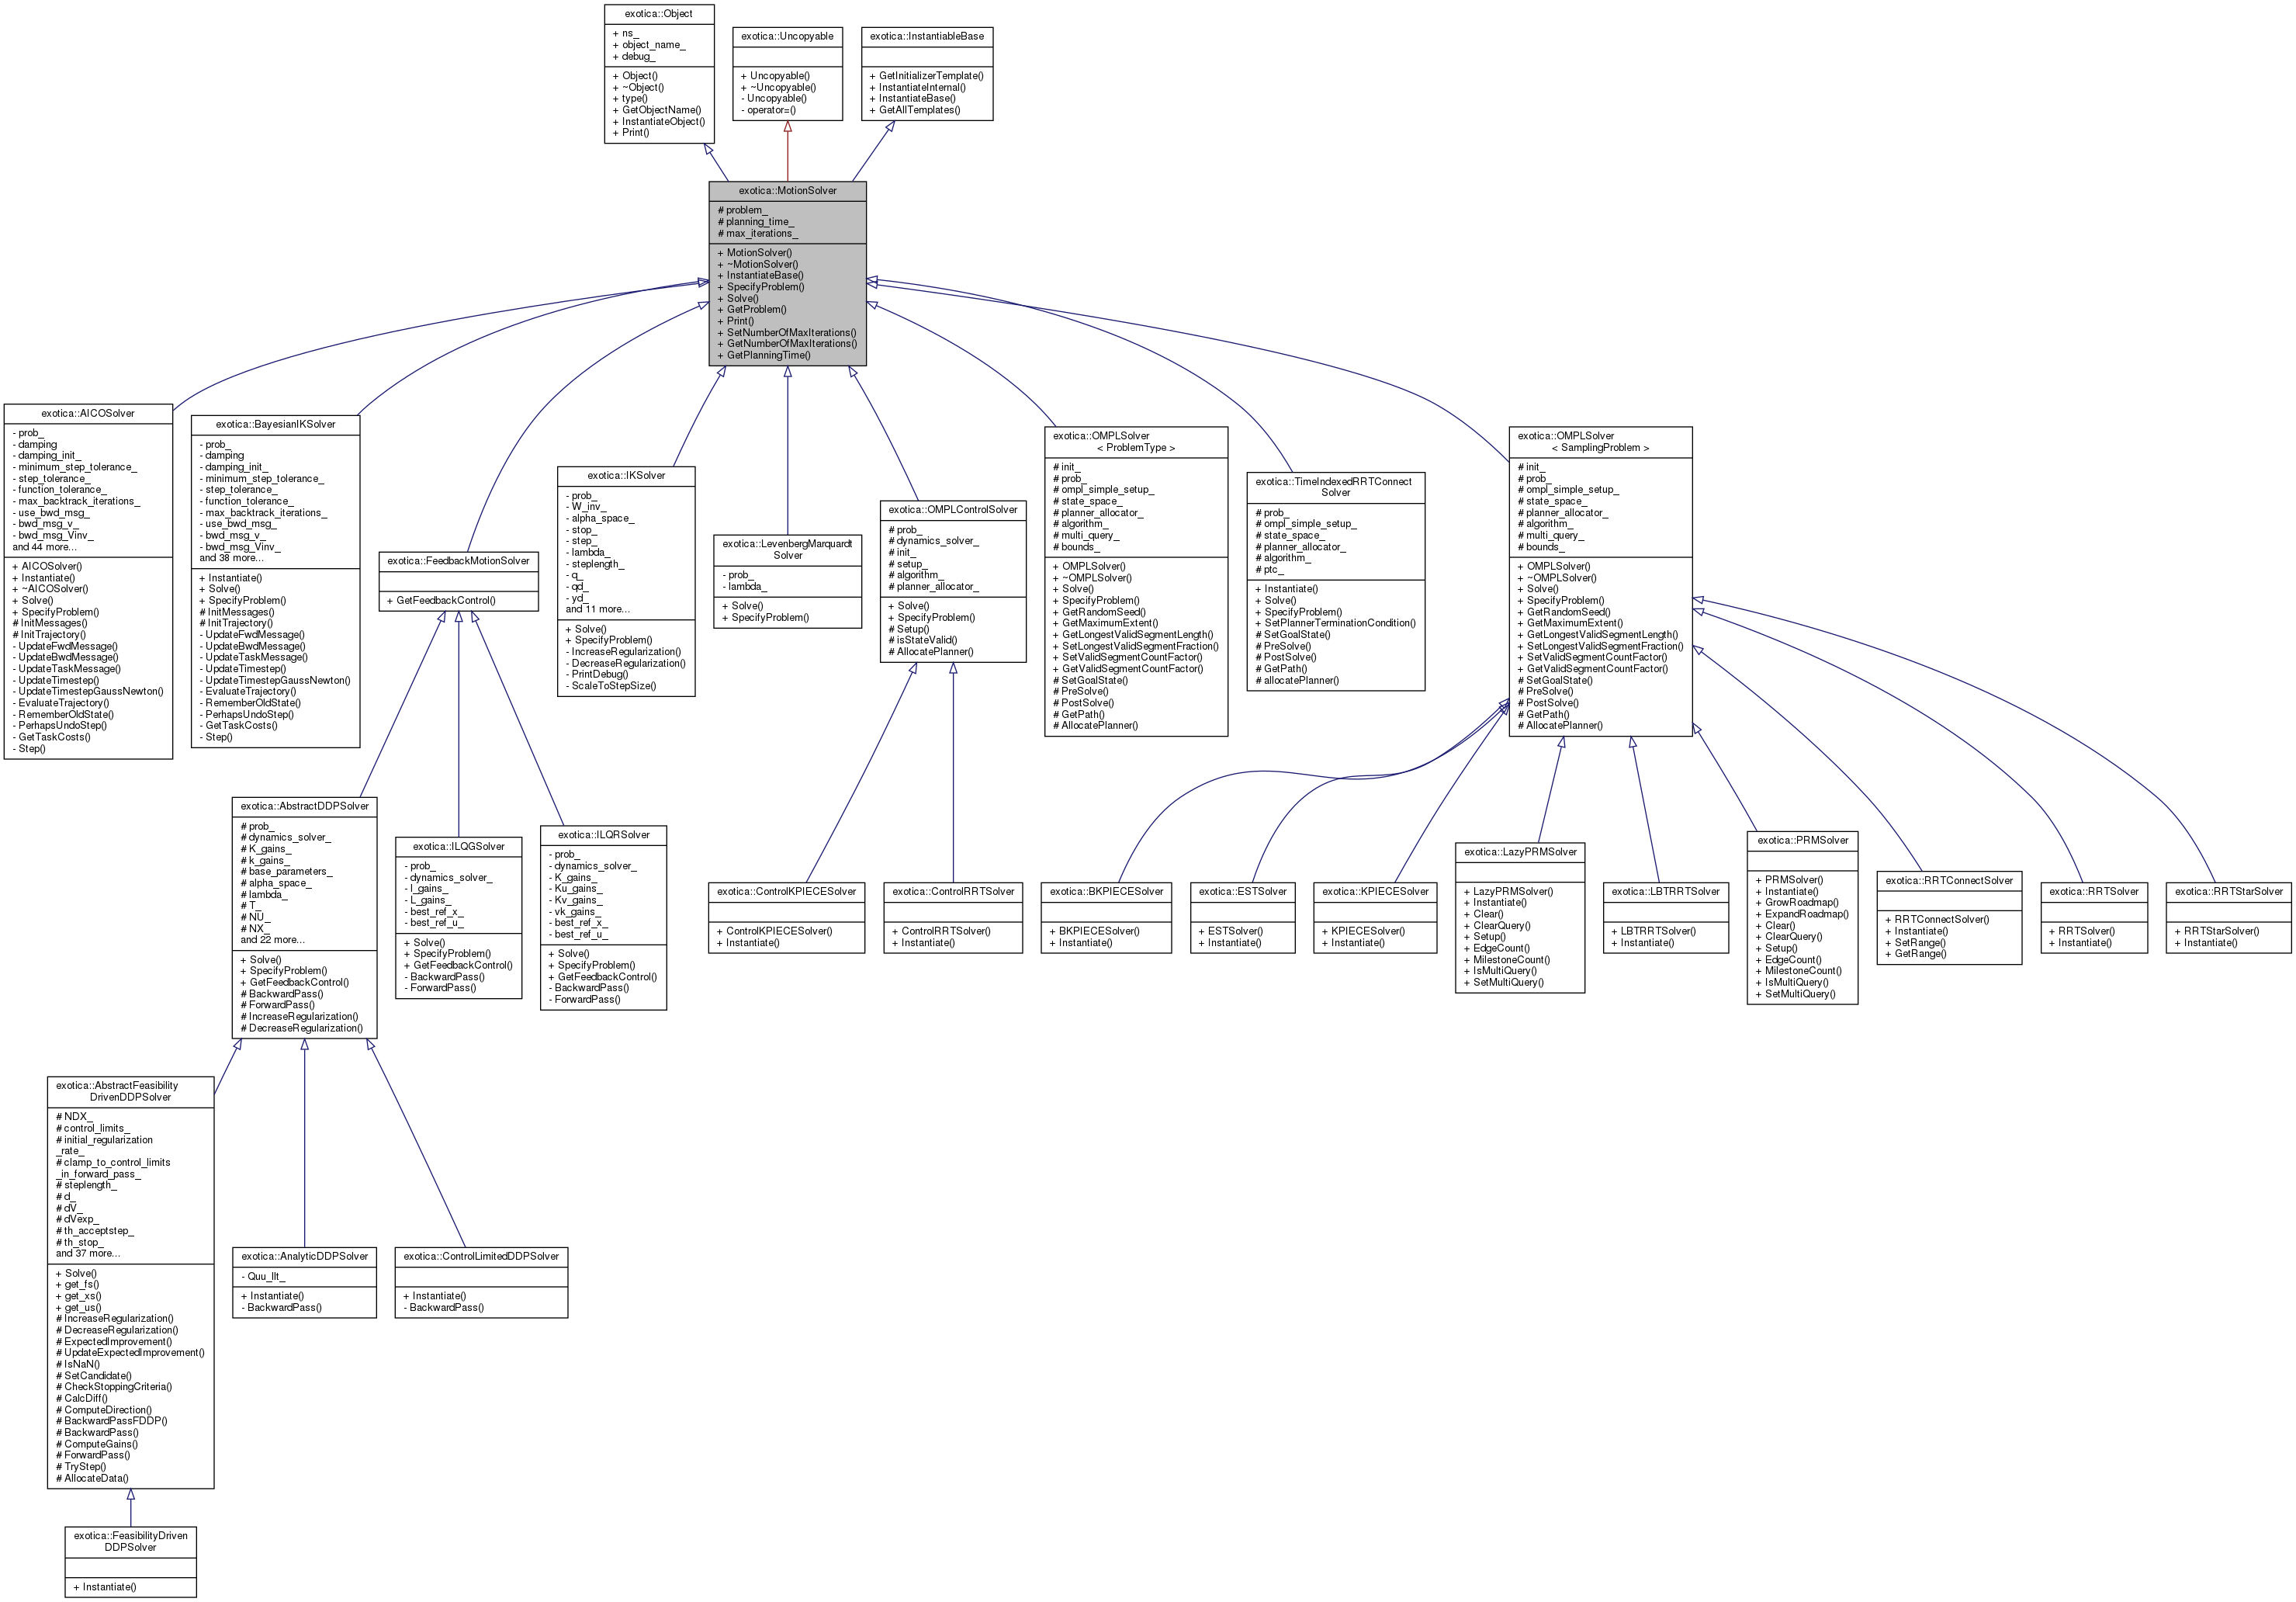 exotica::Object
+ ns_
+ object_name_
+ debug_
+ Object()
+ ~Object()
+ type()
+ GetObjectName()
+ InstantiateObject()
+ Print()
exotica::Uncopyable
+ Uncopyable()
+ ~Uncopyable()
- Uncopyable()
- operator=()
exotica::InstantiableBase
+ GetInitializerTemplate()
+ InstantiateInternal()
+ InstantiateBase()
+ GetAllTemplates()
exotica::MotionSolver
# problem_
# planning_time_
# max_iterations_
+ MotionSolver()
+ ~MotionSolver()
+ InstantiateBase()
+ SpecifyProblem()
+ Solve()
+ GetProblem()
+ Print()
+ SetNumberOfMaxIterations()
+ GetNumberOfMaxIterations()
+ GetPlanningTime()
exotica::AICOSolver
- prob_
- damping
- damping_init_
- minimum_step_tolerance_
- step_tolerance_
- function_tolerance_
- max_backtrack_iterations_
- use_bwd_msg_
- bwd_msg_v_
- bwd_msg_Vinv_
and 44 more...
+ AICOSolver()
+ Instantiate()
+ ~AICOSolver()
+ Solve()
+ SpecifyProblem()
# InitMessages()
# InitTrajectory()
- UpdateFwdMessage()
- UpdateBwdMessage()
- UpdateTaskMessage()
- UpdateTimestep()
- UpdateTimestepGaussNewton()
- EvaluateTrajectory()
- RememberOldState()
- PerhapsUndoStep()
- GetTaskCosts()
- Step()
exotica::BayesianIKSolver
- prob_
- damping
- damping_init_
- minimum_step_tolerance_
- step_tolerance_
- function_tolerance_
- max_backtrack_iterations_
- use_bwd_msg_
- bwd_msg_v_
- bwd_msg_Vinv_
and 38 more...
+ Instantiate()
+ Solve()
+ SpecifyProblem()
# InitMessages()
# InitTrajectory()
- UpdateFwdMessage()
- UpdateBwdMessage()
- UpdateTaskMessage()
- UpdateTimestep()
- UpdateTimestepGaussNewton()
- EvaluateTrajectory()
- RememberOldState()
- PerhapsUndoStep()
- GetTaskCosts()
- Step()
exotica::FeedbackMotionSolver
+ GetFeedbackControl()
exotica::IKSolver
- prob_
- W_inv_
- alpha_space_
- stop_
- step_
- lambda_
- steplength_
- q_
- qd_
- yd_
and 11 more...
+ Solve()
+ SpecifyProblem()
- IncreaseRegularization()
- DecreaseRegularization()
- PrintDebug()
- ScaleToStepSize()
exotica::LevenbergMarquardt
Solver
- prob_
- lambda_
+ Solve()
+ SpecifyProblem()
exotica::OMPLControlSolver
# prob_
# dynamics_solver_
# init_
# setup_
# algorithm_
# planner_allocator_
+ Solve()
+ SpecifyProblem()
# Setup()
# isStateValid()
# AllocatePlanner()
exotica::OMPLSolver
< ProblemType >
# init_
# prob_
# ompl_simple_setup_
# state_space_
# planner_allocator_
# algorithm_
# multi_query_
# bounds_
+ OMPLSolver()
+ ~OMPLSolver()
+ Solve()
+ SpecifyProblem()
+ GetRandomSeed()
+ GetMaximumExtent()
+ GetLongestValidSegmentLength()
+ SetLongestValidSegmentFraction()
+ SetValidSegmentCountFactor()
+ GetValidSegmentCountFactor()
# SetGoalState()
# PreSolve()
# PostSolve()
# GetPath()
# AllocatePlanner()
exotica::TimeIndexedRRTConnect
Solver
# prob_
# ompl_simple_setup_
# state_space_
# planner_allocator_
# algorithm_
# ptc_
+ Instantiate()
+ Solve()
+ SpecifyProblem()
+ SetPlannerTerminationCondition()
# SetGoalState()
# PreSolve()
# PostSolve()
# GetPath()
# allocatePlanner()
exotica::OMPLSolver
< SamplingProblem >
# init_
# prob_
# ompl_simple_setup_
# state_space_
# planner_allocator_
# algorithm_
# multi_query_
# bounds_
+ OMPLSolver()
+ ~OMPLSolver()
+ Solve()
+ SpecifyProblem()
+ GetRandomSeed()
+ GetMaximumExtent()
+ GetLongestValidSegmentLength()
+ SetLongestValidSegmentFraction()
+ SetValidSegmentCountFactor()
+ GetValidSegmentCountFactor()
# SetGoalState()
# PreSolve()
# PostSolve()
# GetPath()
# AllocatePlanner()
exotica::AbstractDDPSolver
# prob_
# dynamics_solver_
# K_gains_
# k_gains_
# base_parameters_
# alpha_space_
# lambda_
# T_
# NU_
# NX_
and 22 more...
+ Solve()
+ SpecifyProblem()
+ GetFeedbackControl()
# BackwardPass()
# ForwardPass()
# IncreaseRegularization()
# DecreaseRegularization()
exotica::ILQGSolver
- prob_
- dynamics_solver_
- l_gains_
- L_gains_
- best_ref_x_
- best_ref_u_
+ Solve()
+ SpecifyProblem()
+ GetFeedbackControl()
- BackwardPass()
- ForwardPass()
exotica::ILQRSolver
- prob_
- dynamics_solver_
- K_gains_
- Ku_gains_
- Kv_gains_
- vk_gains_
- best_ref_x_
- best_ref_u_
+ Solve()
+ SpecifyProblem()
+ GetFeedbackControl()
- BackwardPass()
- ForwardPass()
exotica::ControlKPIECESolver
+ ControlKPIECESolver()
+ Instantiate()
exotica::ControlRRTSolver
+ ControlRRTSolver()
+ Instantiate()
exotica::BKPIECESolver
+ BKPIECESolver()
+ Instantiate()
exotica::ESTSolver
+ ESTSolver()
+ Instantiate()
exotica::KPIECESolver
+ KPIECESolver()
+ Instantiate()
exotica::LazyPRMSolver
+ LazyPRMSolver()
+ Instantiate()
+ Clear()
+ ClearQuery()
+ Setup()
+ EdgeCount()
+ MilestoneCount()
+ IsMultiQuery()
+ SetMultiQuery()
exotica::LBTRRTSolver
+ LBTRRTSolver()
+ Instantiate()
exotica::PRMSolver
+ PRMSolver()
+ Instantiate()
+ GrowRoadmap()
+ ExpandRoadmap()
+ Clear()
+ ClearQuery()
+ Setup()
+ EdgeCount()
+ MilestoneCount()
+ IsMultiQuery()
+ SetMultiQuery()
exotica::RRTConnectSolver
+ RRTConnectSolver()
+ Instantiate()
+ SetRange()
+ GetRange()
exotica::RRTSolver
+ RRTSolver()
+ Instantiate()
exotica::RRTStarSolver
+ RRTStarSolver()
+ Instantiate()
exotica::AbstractFeasibility
DrivenDDPSolver
# NDX_
# control_limits_
# initial_regularization
_rate_
# clamp_to_control_limits
_in_forward_pass_
# steplength_
# d_
# dV_
# dVexp_
# th_acceptstep_
# th_stop_
and 37 more...
+ Solve()
+ get_fs()
+ get_xs()
+ get_us()
# IncreaseRegularization()
# DecreaseRegularization()
# ExpectedImprovement()
# UpdateExpectedImprovement()
# IsNaN()
# SetCandidate()
# CheckStoppingCriteria()
# CalcDiff()
# ComputeDirection()
# BackwardPassFDDP()
# BackwardPass()
# ComputeGains()
# ForwardPass()
# TryStep()
# AllocateData()
exotica::AnalyticDDPSolver
- Quu_llt_
+ Instantiate()
- BackwardPass()
exotica::ControlLimitedDDPSolver
+ Instantiate()
- BackwardPass()
exotica::FeasibilityDriven
DDPSolver
+ Instantiate()